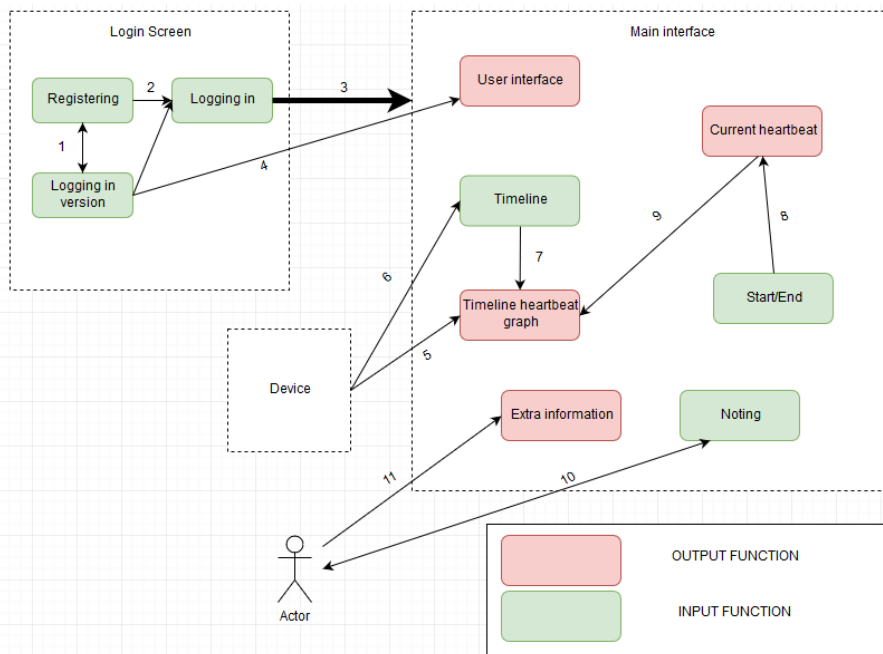 Login Screen
Main interface
Registering
2
Logging in
3
User interface
Current heartbeat
1
4
Logging in
version
Timeline
9
8
6
7
Timeline heartbeat
graph
Start/End
5
Device
Extra information
Noting
11
10
Actor
OUTPUT FUNCTION
INPUT FUNCTION